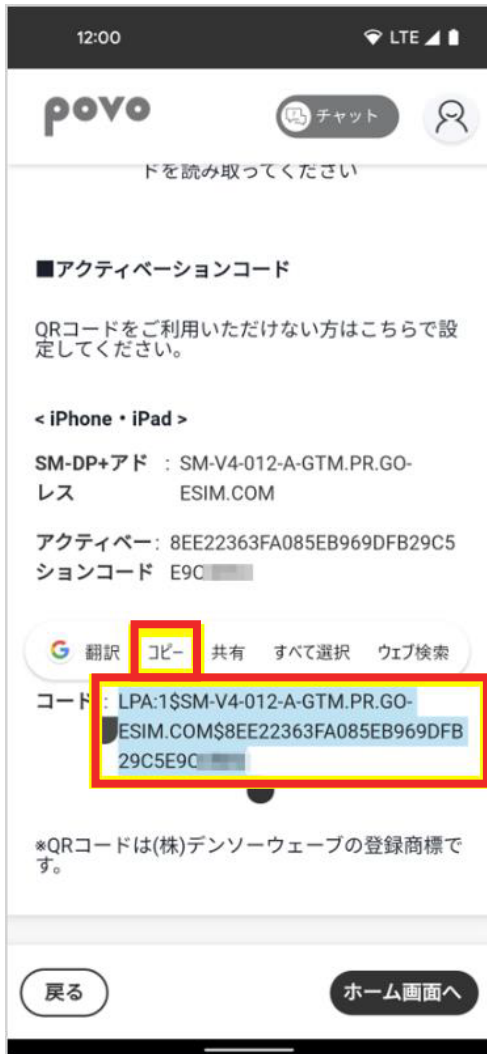 12:00 LTE
povo チャット
ドを読み取ってください
■アクティベーションコード
QRコードをご利用いただけない方はこちらで設
定してください。
< iPhone・iPad >
SM-DP+アド : SM-V4-012-A-GTM.PR.GO-
レス ESIM.COM
アクティベー : 8EE22363FA085EB969DFB29C5
ションコード E9C
G 翻訳 コピー 共有 すべて選択 ウェブ検索
コード : LPA:1$SM-V4-012-A-GTM.PR.GO-
ESIM.COM$8EE22363FA085EB969DFB
29C5E9C
※QRコードは(株)デンソーウェーブの登録商標で
す。
戻る ホーム画面へ